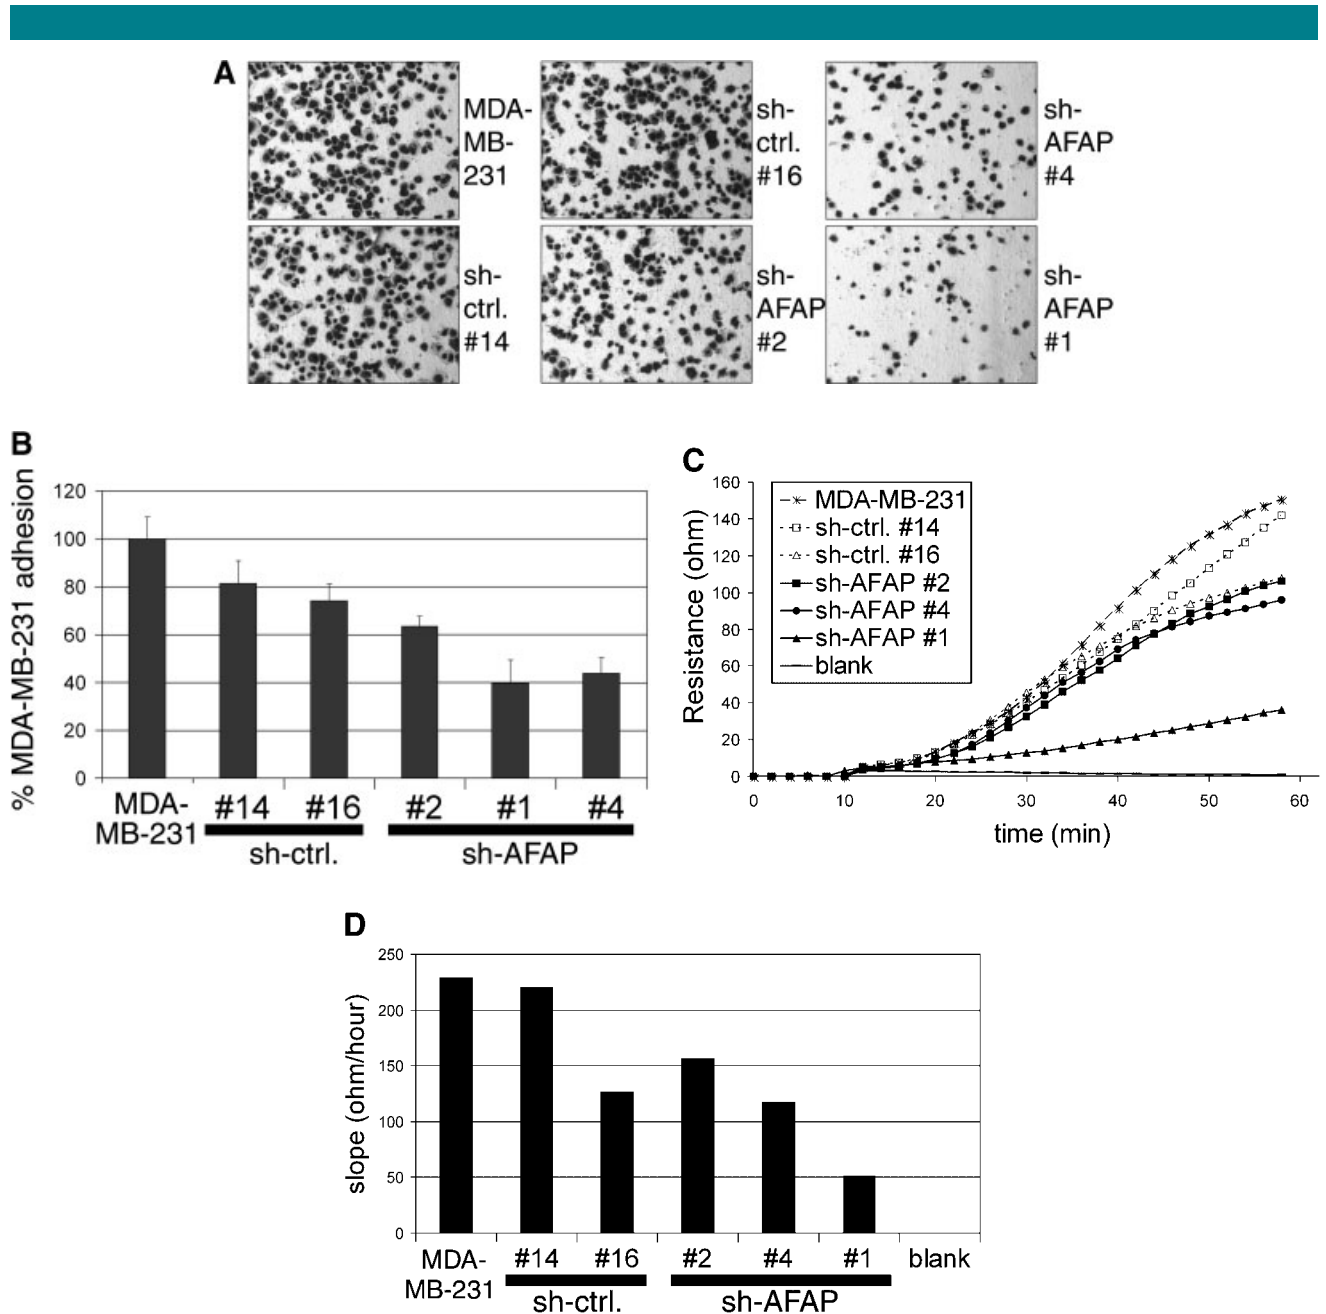 A
MDA-
MB-
231
sh-
ctrl.
#16
sh-
AFAP
#4
sh-
ctrl.
#14
sh-
AFAP
#2
sh-
AFAP
#1
B
% MDA-MB-231 adhesion
120
100
80
60
40
20
0
MDA-
MB-231
#14
#16
#2
#1
#4
sh-ctrl.
sh-AFAP
C
Resistance (ohm)
160
140
120
100
80
60
40
20
0
MDA-MB-231
sh-ctrl. #14
sh-ctrl. #16
sh-AFAP #2
sh-AFAP #4
sh-AFAP #1
blank
0 10 20 30 40 50 60
time (min)
D
slope (ohm/hour)
250
200
150
100
50
0
MDA-
MB-231
#14
#16
#2
#4
#1
blank
sh-ctrl.
sh-AFAP